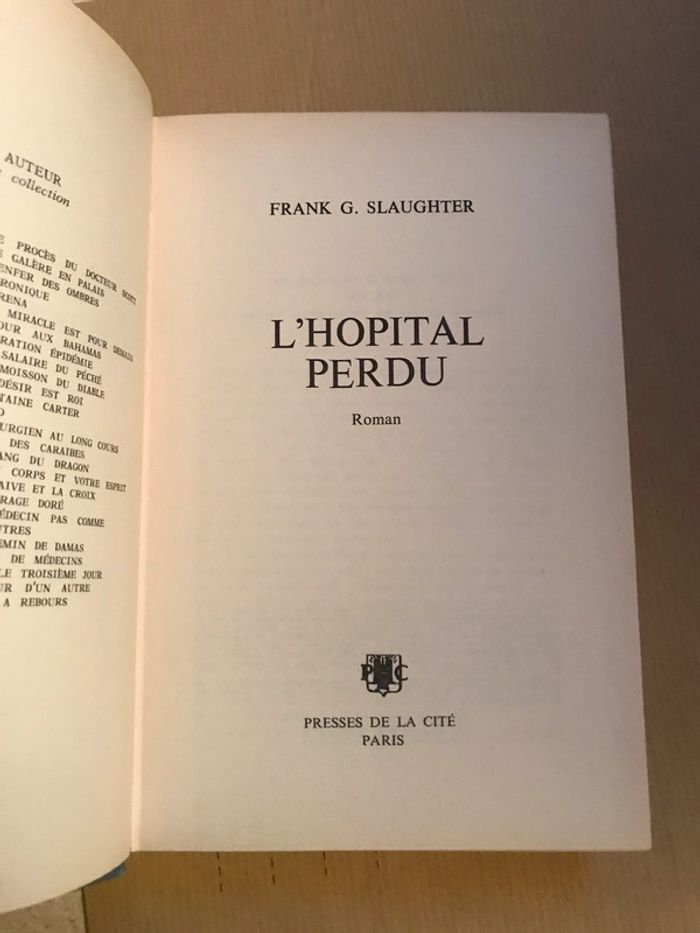 AUTEUR
collection
PROCÈS DU DOCTEUR SCOTT
GALÈRE EN PALAIS
ENFER DES OMBRES
RONIQUE
RENA
MIRACLE EST POUR DEMAIN
OUR AUX BAHAMAS
RATION ÉPIDÉMIE
SALAIRE DU PÉCHÉ
MOISSON DU DIABLE
DÉSIR EST ROI
TAINE CARTER
O
URGIEN AU LONG COURS
DES CARAIBES
ANG DU DRAGON
CORPS ET VOTRE ESPRIT
AIVE ET LA CROIX
RAGE DORÉ
ÉDECIN PAS COMME
UTRES
EMIN DE DAMAS
DE MÉDECINS
LE TROISIÈME JOUR
UR D'UN AUTRE
A REBOURS
FRANK G. SLAUGHTER
L'HOPITAL
PERDU
Roman
PRESSES DE LA CITÉ
PARIS